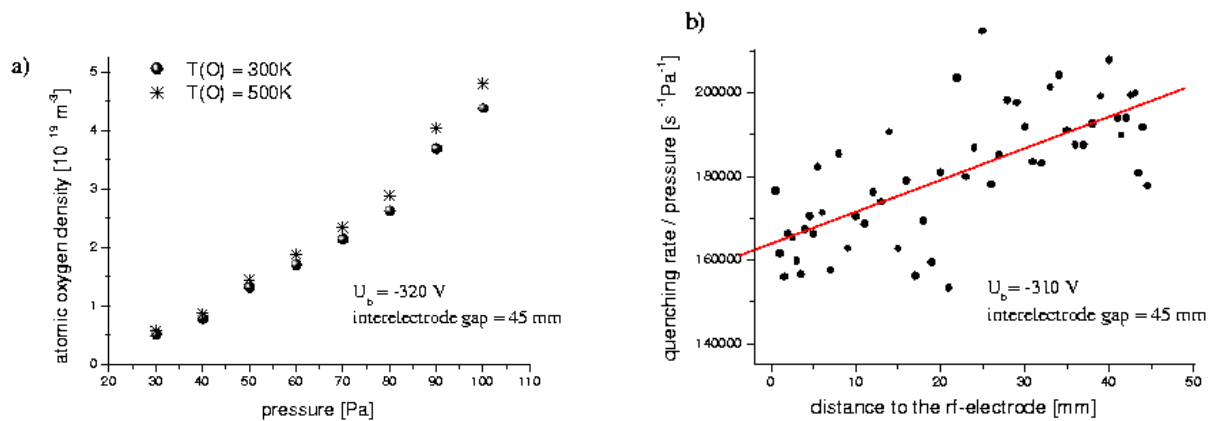 a)
T(O) = 300K
T(O) = 500K
atomic oxygen density [10 ¹⁹ m⁻³]
5
4
3
2
1
0
U_b = -320 V
interelectrode gap = 45 mm
20 30 40 50 60 70 80 90 100 110
pressure [Pa]
b)
quenching rate / pressure [s ⁻¹Pa⁻¹]
200000
180000
160000
140000
U_b = -310 V
interelectrode gap = 45 mm
0 10 20 30 40 50
distance to the rf-electrode [mm]